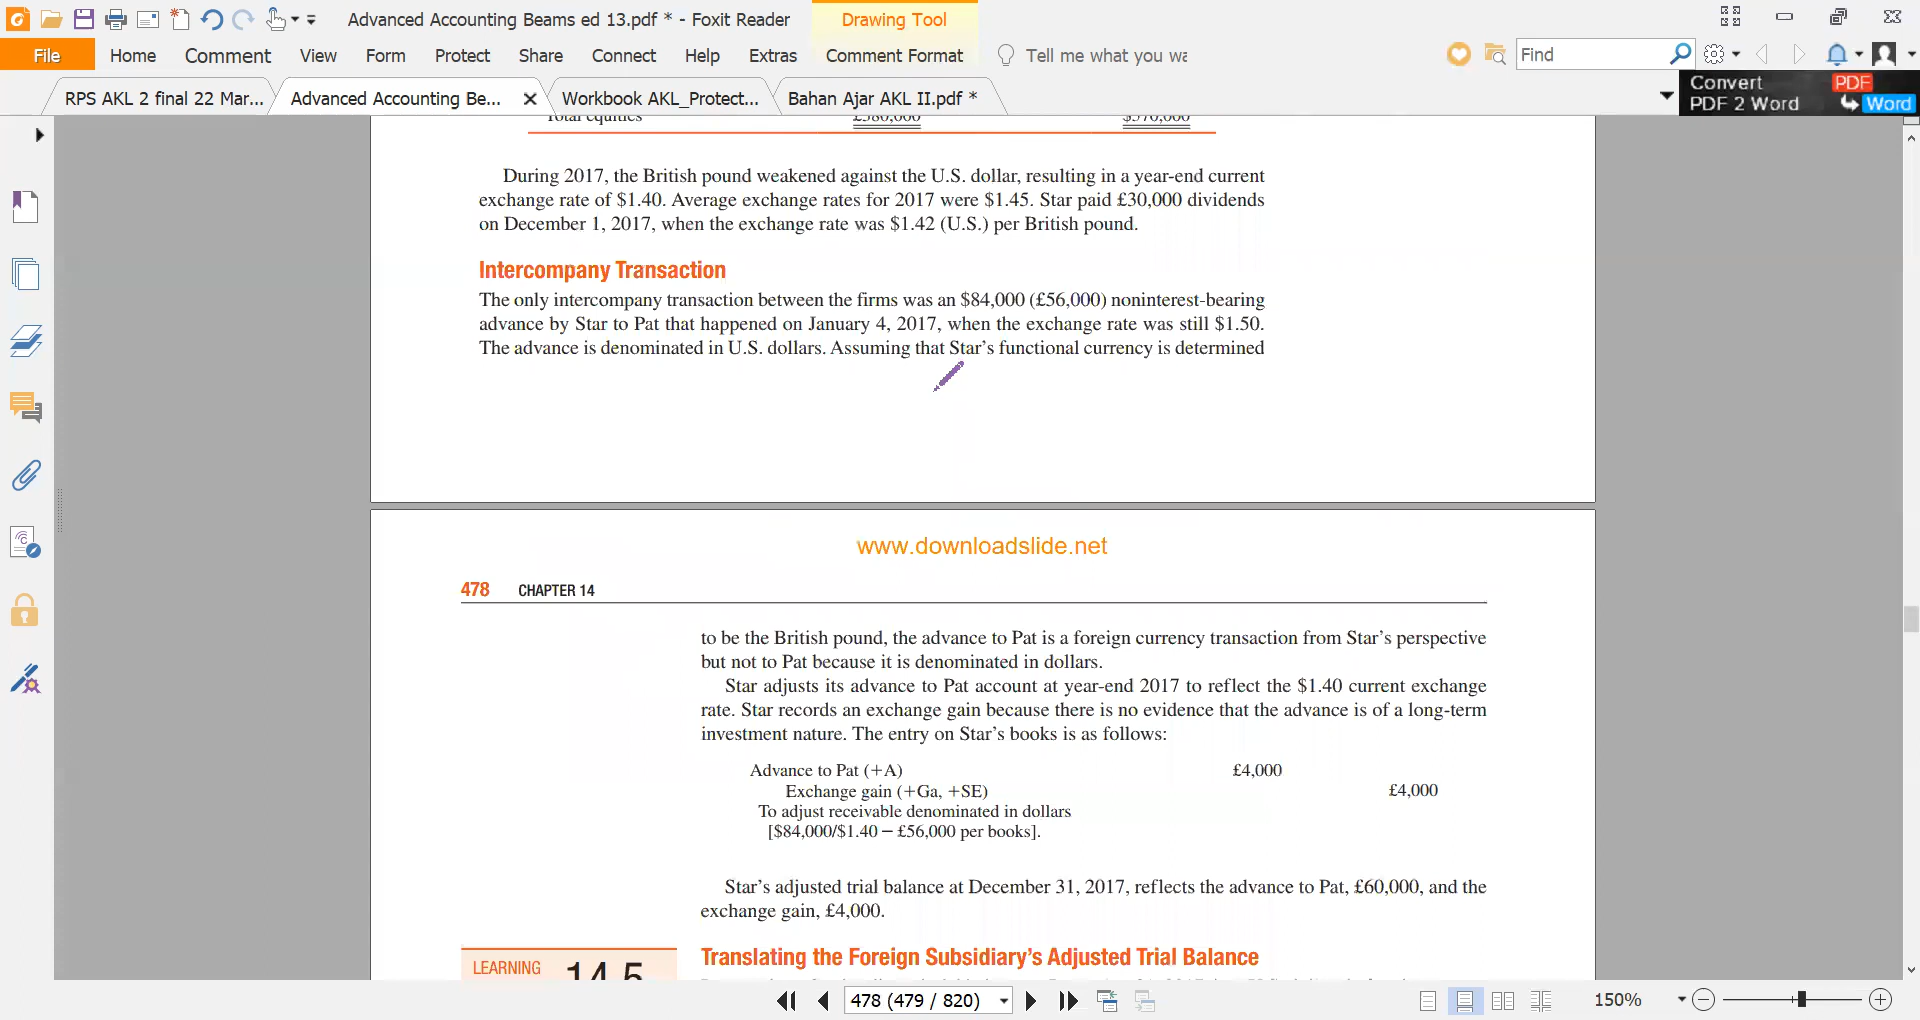 Advanced Accounting Beams ed 13.pdf * - Foxit Reader
Drawing Tool
File Home Comment View Form Protect Share Connect Help Extras Comment Format Tell me what you wa Find
RPS AKL 2 final 22 Mar... Advanced Accounting Be... Workbook AKL_Protect... Bahan Ajar AKL II.pdf *
Convert PDF
PDF 2 Word Word
Total equities £380,000 $570,000
During 2017, the British pound weakened against the U.S. dollar, resulting in a year-end current
exchange rate of $1.40. Average exchange rates for 2017 were $1.45. Star paid £30,000 dividends
on December 1, 2017, when the exchange rate was $1.42 (U.S.) per British pound.
Intercompany Transaction
The only intercompany transaction between the firms was an $84,000 (£56,000) noninterest-bearing
advance by Star to Pat that happened on January 4, 2017, when the exchange rate was still $1.50.
The advance is denominated in U.S. dollars. Assuming that Star's functional currency is determined
www.downloadslide.net
478 CHAPTER 14
to be the British pound, the advance to Pat is a foreign currency transaction from Star's perspective
but not to Pat because it is denominated in dollars.
Star adjusts its advance to Pat account at year-end 2017 to reflect the $1.40 current exchange
rate. Star records an exchange gain because there is no evidence that the advance is of a long-term
investment nature. The entry on Star's books is as follows:
Advance to Pat (+A) £4,000
Exchange gain (+Ga, +SE) £4,000
To adjust receivable denominated in dollars
[$84,000/$1.40 − £56,000 per books].
Star's adjusted trial balance at December 31, 2017, reflects the advance to Pat, £60,000, and the
exchange gain, £4,000.
Translating the Foreign Subsidiary's Adjusted Trial Balance
LEARNING 14.5
478 (479 / 820) 150%